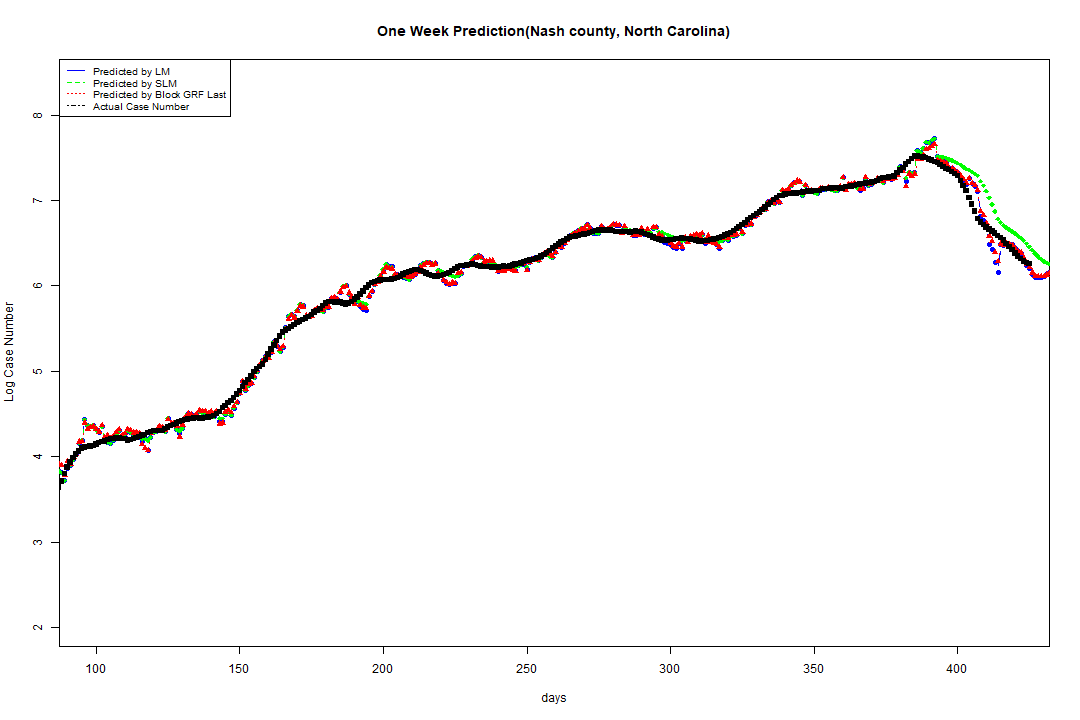 One Week Prediction(Nash county, North Carolina)
Predicted by LM
Predicted by SLM
Predicted by Block GRF Last
Actual Case Number
8
7
6
5
4
3
2
Log Case Number
100 150 200 250 300 350 400
days